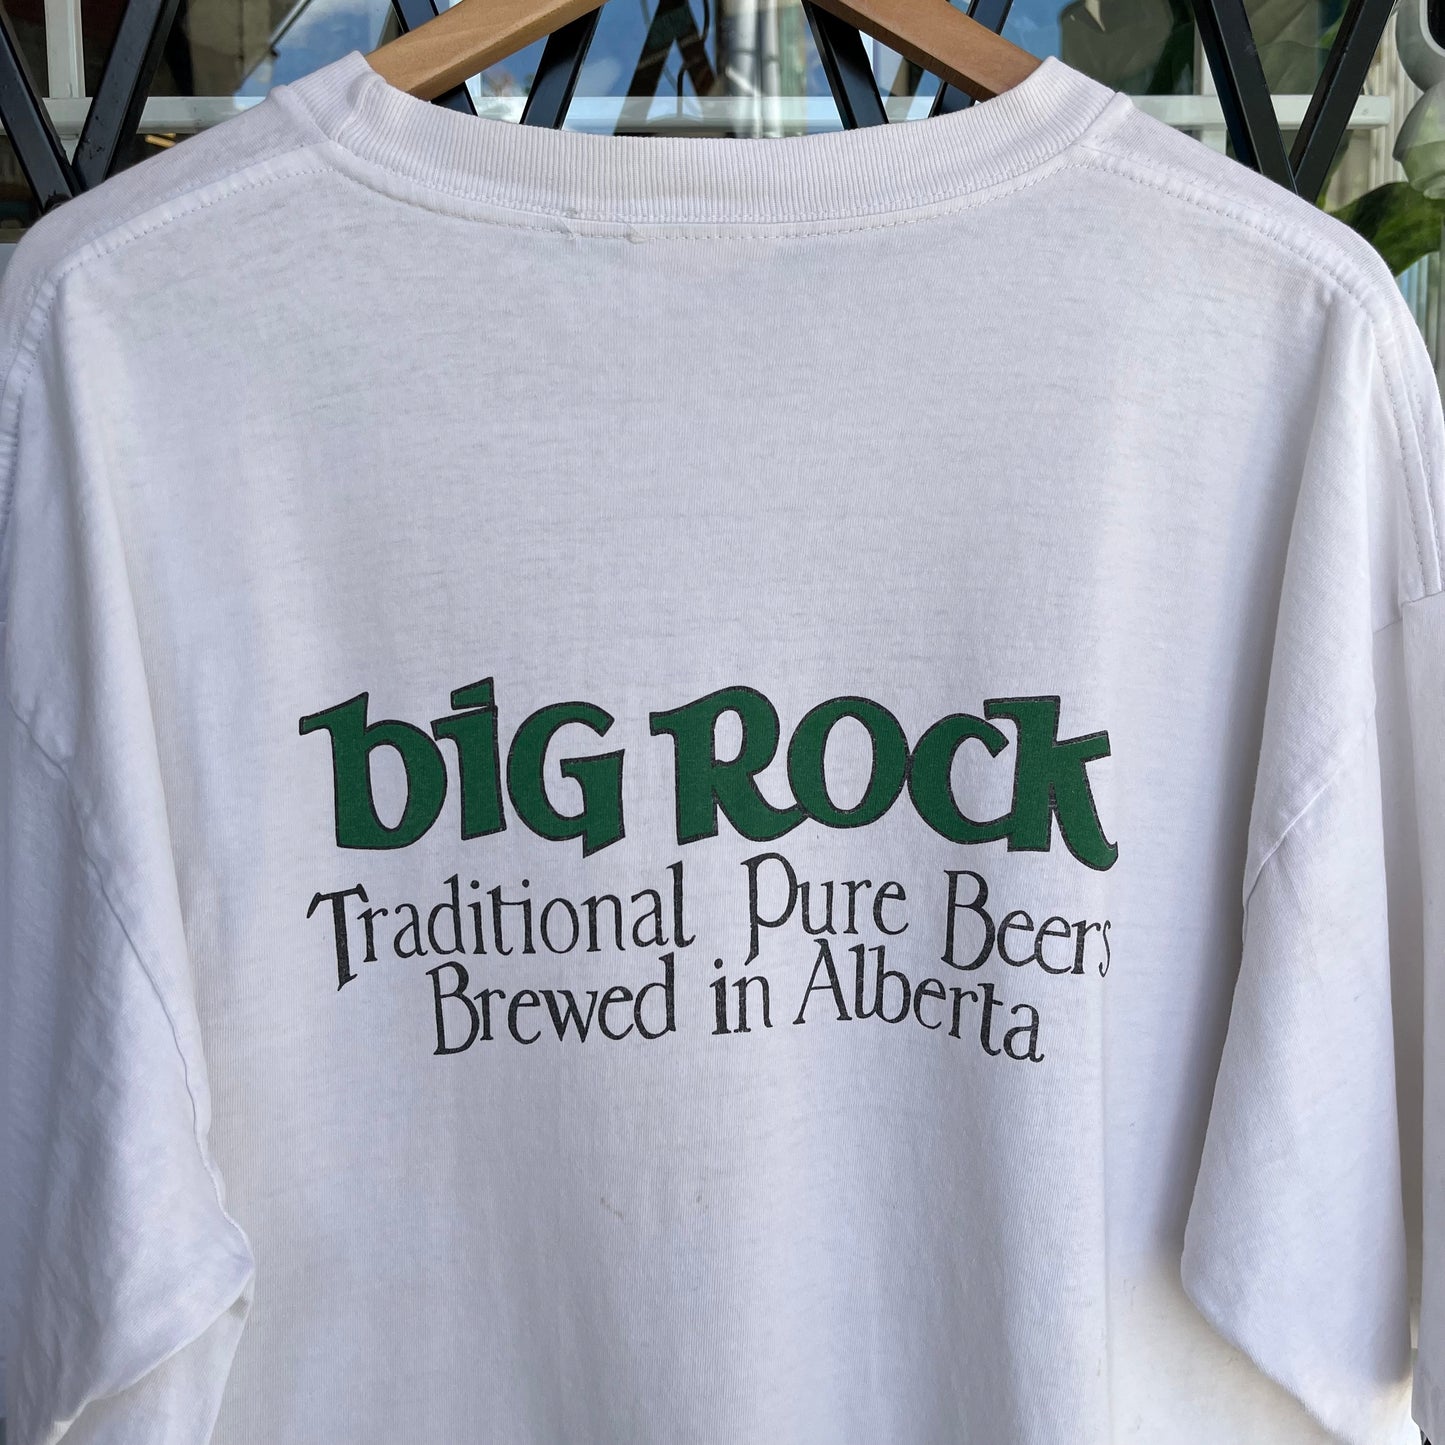 big Rock
Traditional Pure Beers
Brewed in Alberta